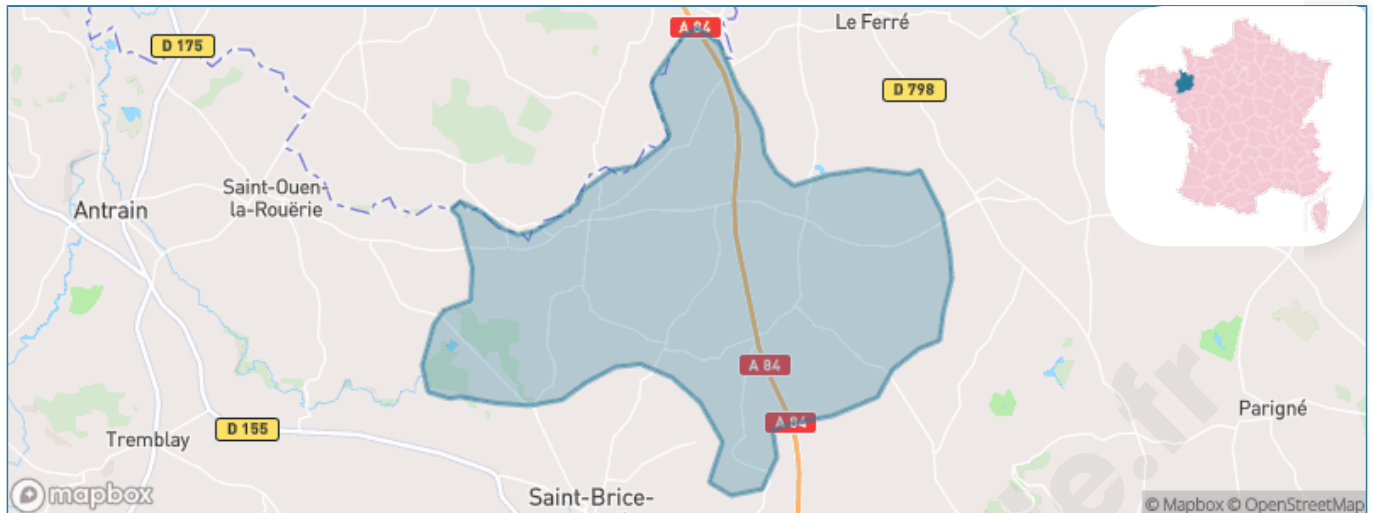 A 84
Le Ferré
D 175
D 798
Saint-Ouen-
la-Rouërie
Antrain
A 84
Parigné
A 84
D 155
Tremblay
Saint-Brice-
mapbox
© Mapbox © OpenStreetMap
e.fr